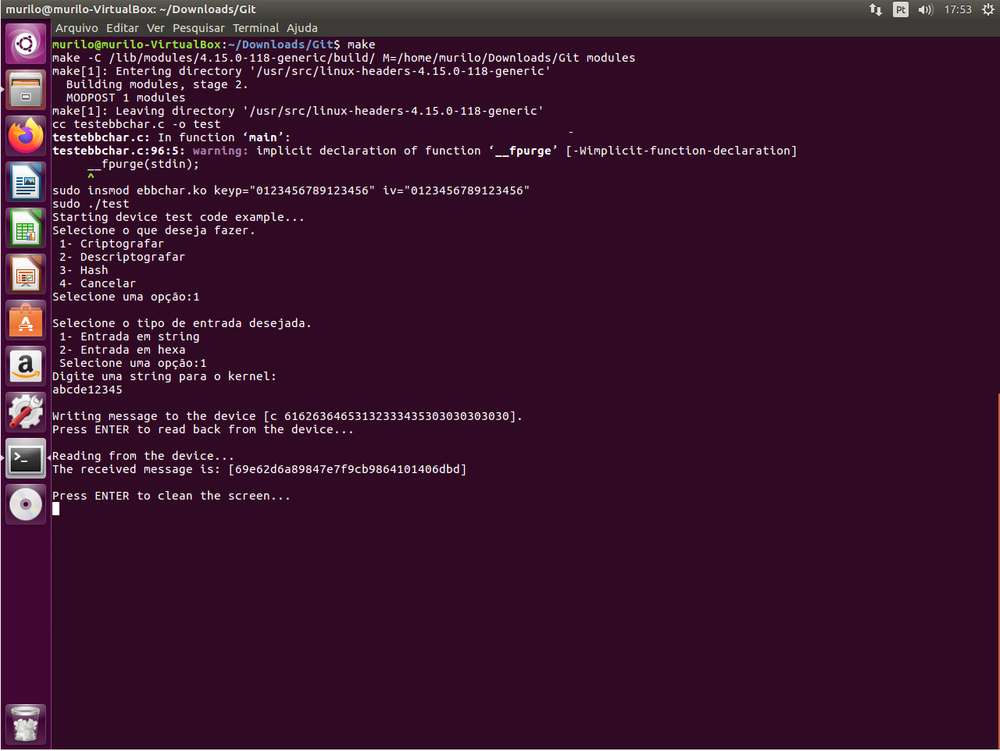 murilo@murilo-VirtualBox: ~/Downloads/Git
Pt
17:53
Arquivo Editar Ver Pesquisar Terminal Ajuda
murilo@murilo-VirtualBox:~/Downloads/Git$ make
make -C /lib/modules/4.15.0-118-generic/build/ M=/home/murilo/Downloads/Git modules
make[1]: Entering directory '/usr/src/linux-headers-4.15.0-118-generic'
  Building modules, stage 2.
  MODPOST 1 modules
make[1]: Leaving directory '/usr/src/linux-headers-4.15.0-118-generic'
cc testebbchar.c -o test
testebbchar.c: In function ‘main’:
testebbchar.c:96:5: warning: implicit declaration of function ‘__fpurge’ [-Wimplicit-function-declaration]
     __fpurge(stdin);
     ^
sudo insmod ebbchar.ko keyp="0123456789123456" iv="0123456789123456"
sudo ./test
Starting device test code example...
Selecione o que deseja fazer.
 1- Criptografar
 2- Descriptografar
 3- Hash
 4- Cancelar
Selecione uma opção:1
Selecione o tipo de entrada desejada.
 1- Entrada em string
 2- Entrada em hexa
 Selecione uma opção:1
Digite uma string para o kernel:
abcde12345
Writing message to the device [c 61626364653132333435303030303030].
Press ENTER to read back from the device...
Reading from the device...
The received message is: [69e62d6a89847e7f9cb9864101406dbd]
Press ENTER to clean the screen...